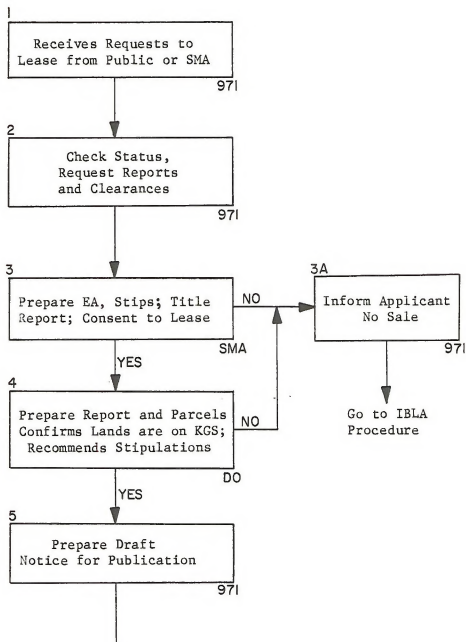 1
Receives Requests to
Lease from Public or SMA
971
2
Check Status,
Request Reports
and Clearances
971
3
Prepare EA, Stips; Title
Report; Consent to Lease
SMA
NO
3A
Inform Applicant
No Sale
971
Go to IBLA
Procedure
YES
4
Prepare Report and Parcels
Confirms Lands are on KGS;
Recommends Stipulations
DO
NO
YES
5
Prepare Draft
Notice for Publication
971